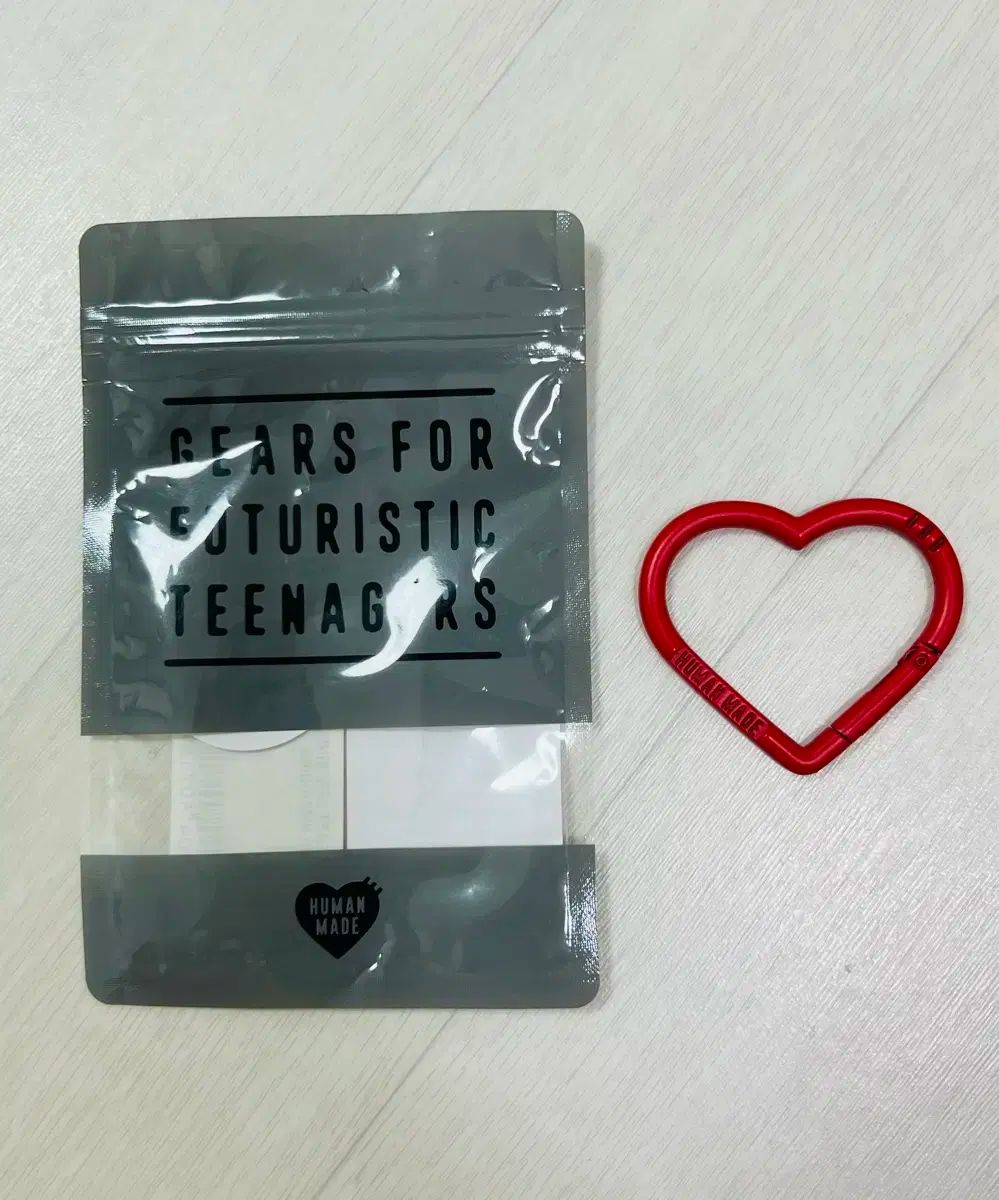 GEARS FOR
FUTURISTIC
TEENAGERS
HUMAN MADE
HUMAN
MADE